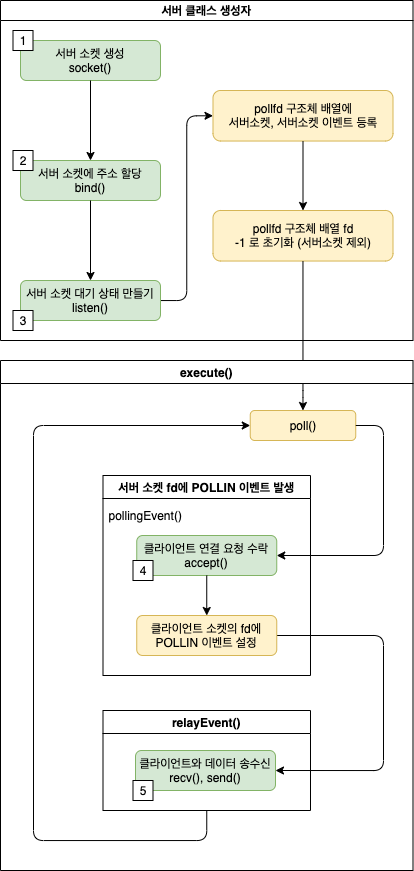 서버 클래스 생성자
1
서버 소켓 생성
socket()
2
서버 소켓에 주소 할당
bind()
서버 소켓 대기 상태 만들기
listen()
3
pollfd 구조체 배열에
서버소켓, 서버소켓 이벤트 등록
pollfd 구조체 배열 fd
-1 로 초기화 (서버소켓 제외)
execute()
poll()
서버 소켓 fd에 POLLIN 이벤트 발생
pollingEvent()
클라이언트 연결 요청 수락
accept()
4
클라이언트 소켓의 fd에
POLLIN 이벤트 설정
relayEvent()
클라이언트와 데이터 송수신
recv(), send()
5